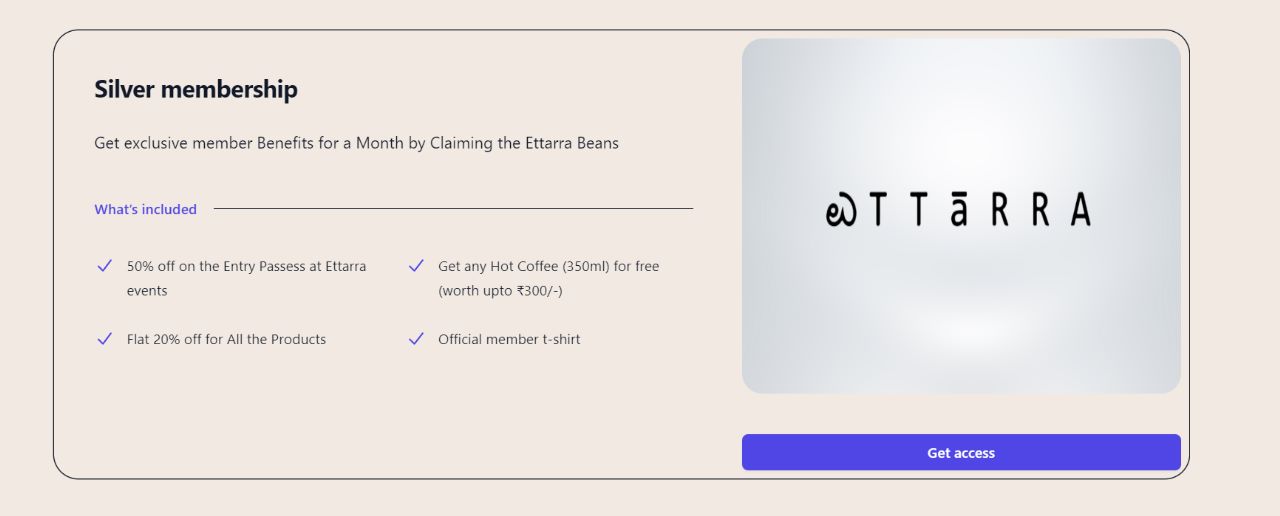 Silver membership
Get exclusive member Benefits for a Month by Claiming the Ettarra Beans
What's included
50% off on the Entry Passess at Ettarra
events
Get any Hot Coffee (350ml) for free
(worth upto ₹300/-)
Flat 20% off for All the Products
Official member t-shirt
ಲTTāRRA
Get access